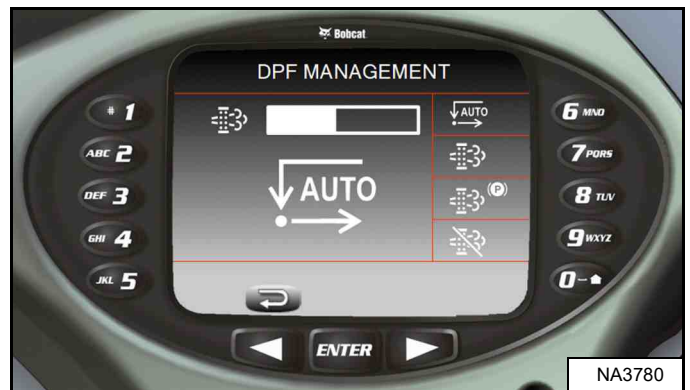 Bobcat
DPF MANAGEMENT
# 1
ABC 2
DEF 3
GHI 4
JKL 5
AUTO
AUTO
P
6 MNO
7 PQRS
8 TUV
9 WXYZ
0 -
ENTER
NA3780